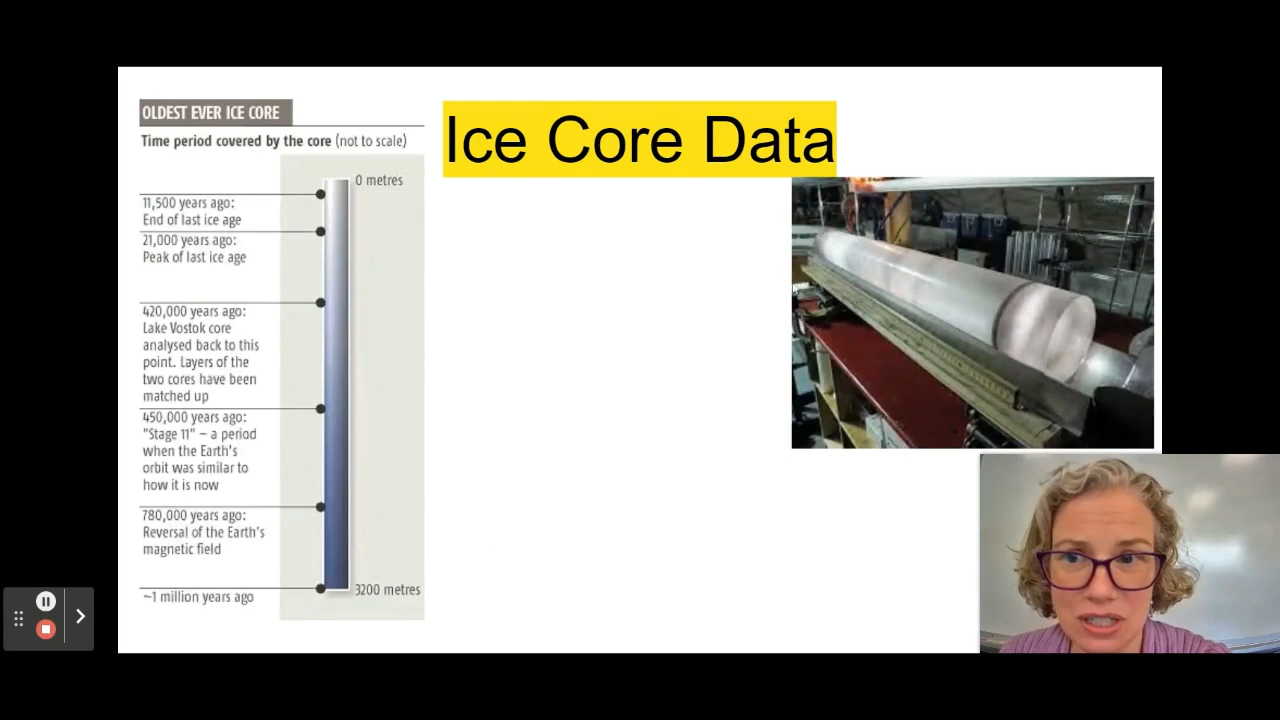 OLDEST EVER ICE CORE
Time period covered by the core (not to scale)
Ice Core Data
0 metres
11,500 years ago:
End of last ice age
21,000 years ago:
Peak of last ice age
420,000 years ago:
Lake Vostok core
analysed back to this
point. Layers of the
two cores have been
matched up
450,000 years ago:
"Stage 11" – a period
when the Earth's
orbit was similar to
how it is now
780,000 years ago:
Reversal of the Earth's
magnetic field
~1 million years ago
3200 metres